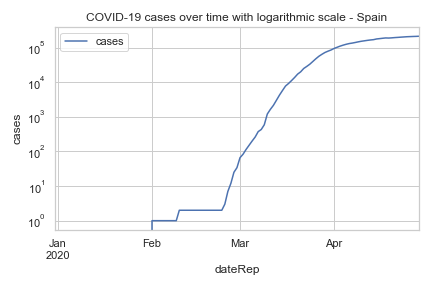 COVID-19 cases over time with logarithmic scale - Spain
cases
10^5
10^4
10^3
10^2
10^1
10^0
cases
Jan
2020
Feb
Mar
Apr
dateRep